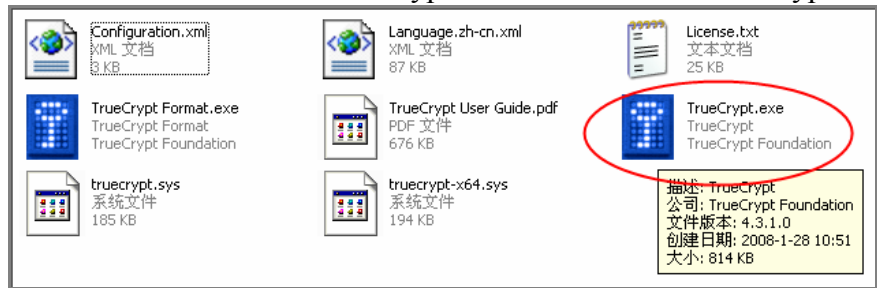 Configuration.xml
XML 文档
3 KB
Language.zh-cn.xml
XML 文档
87 KB
License.txt
文本文档
25 KB
TrueCrypt Format.exe
TrueCrypt Format
TrueCrypt Foundation
TrueCrypt User Guide.pdf
PDF 文件
676 KB
TrueCrypt.exe
TrueCrypt
TrueCrypt Foundation
truecrypt.sys
系统文件
185 KB
truecrypt-x64.sys
系统文件
194 KB
描述: TrueCrypt
公司: TrueCrypt Foundation
文件版本: 4.3.1.0
创建日期: 2008-1-28 10:51
大小: 814 KB